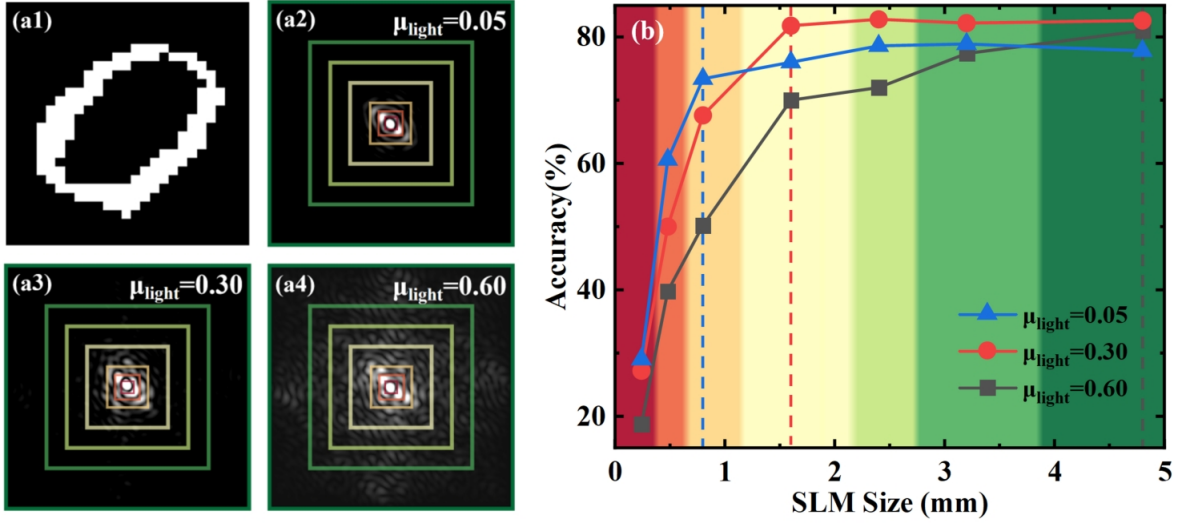 (a1)
(a2)
μlight=0.05
(a3)
μlight=0.30
(a4)
μlight=0.60
(b)
Accuracy(%)
80
60
40
20
μlight=0.05
μlight=0.30
μlight=0.60
0 1 2 3 4 5
SLM Size (mm)